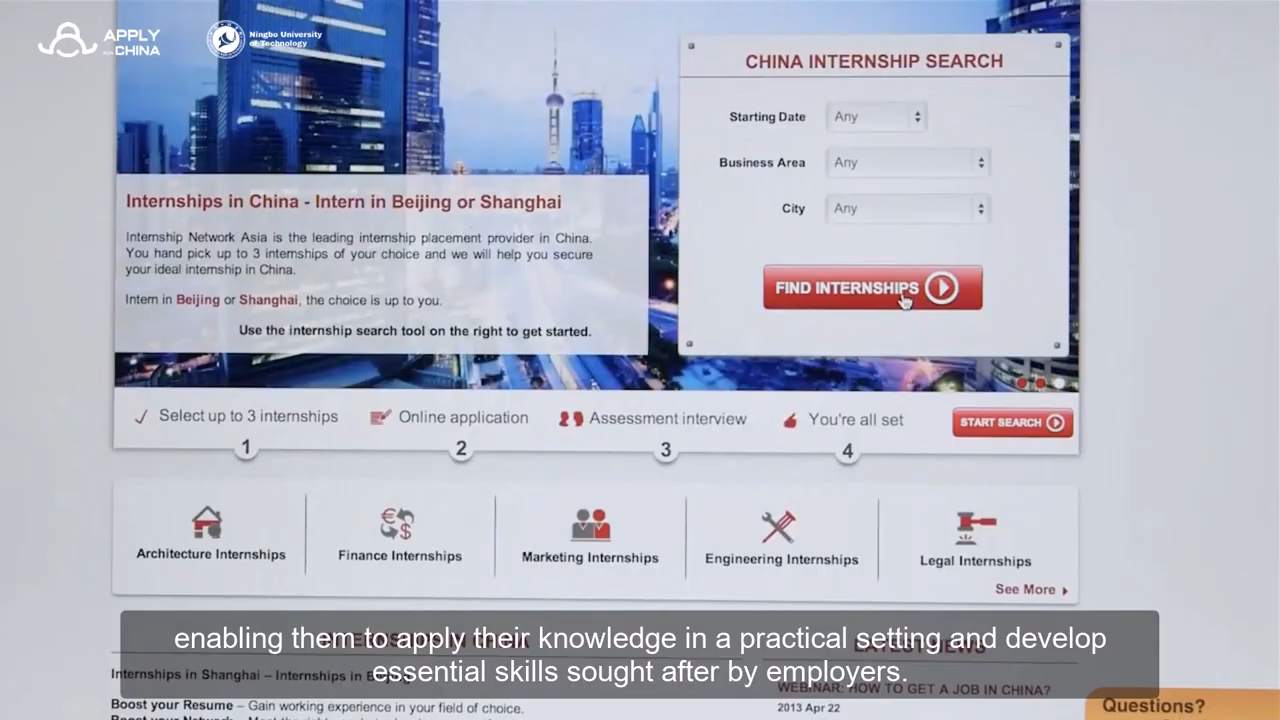 APPLY
FOR CHINA
Ningbo University
of Technology
CHINA INTERNSHIP SEARCH
Starting Date
Any
Business Area
Any
City
Any
FIND INTERNSHIPS
Internships in China - Intern in Beijing or Shanghai
Internship Network Asia is the leading internship placement provider in China.
You hand pick up to 3 internships of your choice and we will help you secure
your ideal internship in China.
Intern in Beijing or Shanghai, the choice is up to you.
Use the internship search tool on the right to get started.
Select up to 3 internships
Online application
Assessment interview
You're all set
START SEARCH
1
2
3
4
Architecture Internships
Finance Internships
Marketing Internships
Engineering Internships
Legal Internships
See More
enabling them to apply their knowledge in a practical setting and develop
essential skills sought after by employers.
INTERNSHIPS IN CHINA
LATEST NEWS
Internships in Shanghai – Internships in Beijing
WEBINAR: HOW TO GET A JOB IN CHINA?
2013 Apr 22
Boost your Resume – Gain working experience in your field of choice.
Questions?